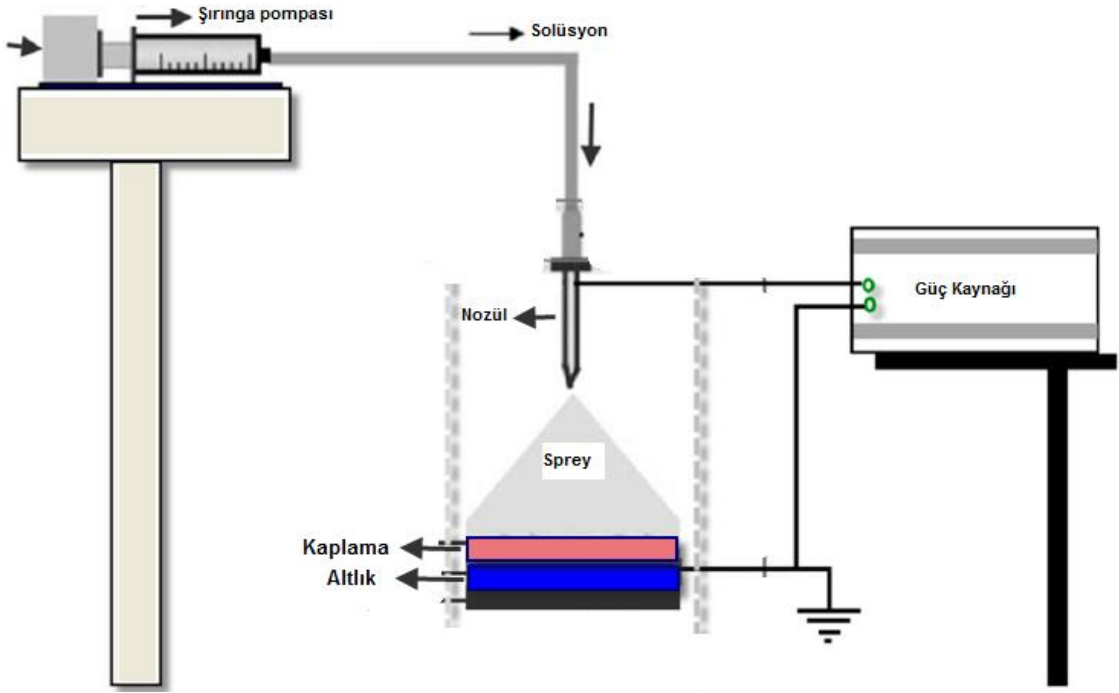 Şırınga pompası
Solüsyon
Güç Kaynağı
Nozül
Sprey
Kaplama
Altlık